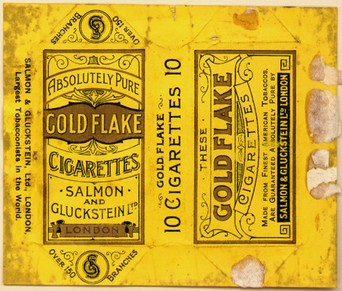 OVER 150
BRANCHES
SALMON & GLUCKSTEIN, Ltd., LONDON,
Largest Tobacconists in the World.
ABSOLUTELY PURE
GOLD FLAKE
CIGARETTES
SALMON
AND
GLUCKSTEIN LTD
LONDON
OVER 150
BRANCHES
GOLD FLAKE
10 CIGARETTES 10
THESE
GOLD FLAKE
CIGARETTES
MADE FROM FINEST AMERICAN TOBACCOS,
ARE GUARANTEED ABSOLUTELY PURE BY
SALMON & GLUCKSTEIN LTD LONDON